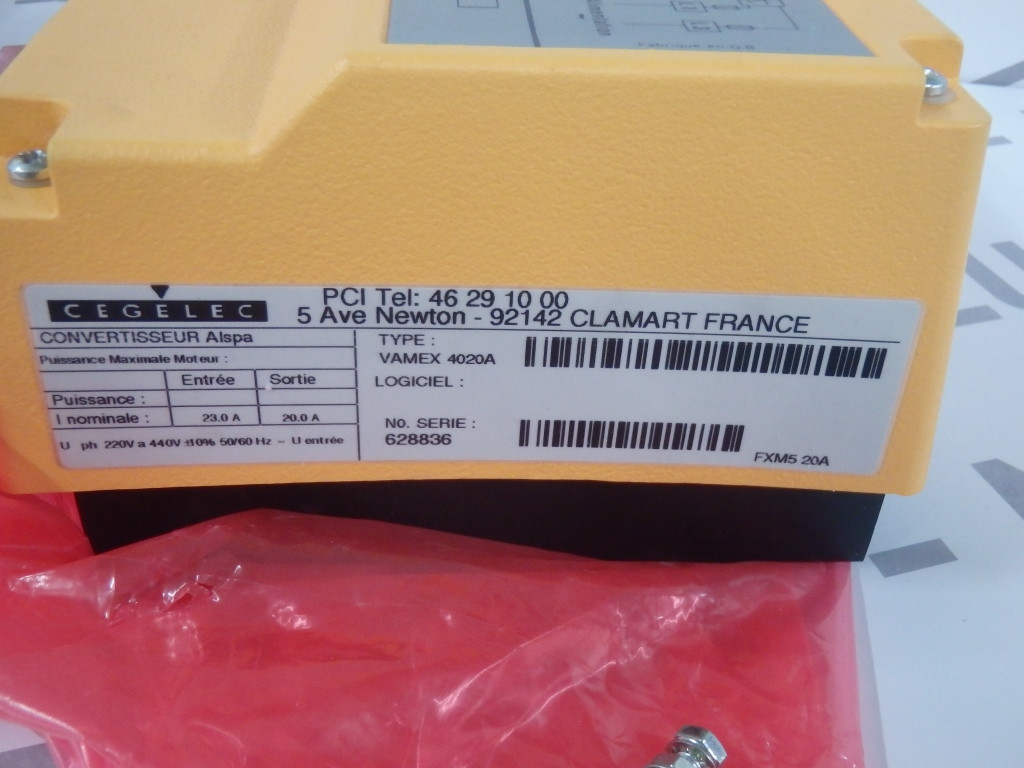 CEGELEC
PCI Tel: 46 29 10 00
5 Ave Newton - 92142 CLAMART FRANCE
CONVERTISSEUR Alspa
Puissance Maximale Moteur :
Entrée Sortie
Puissance :
I nominale : 23.0 A 20.0 A
U ph 220V a 440V ±10% 50/60 Hz - U entrée
TYPE :
VAMEX 4020A
LOGICIEL :
N0. SERIE :
628836
FXM5 20A